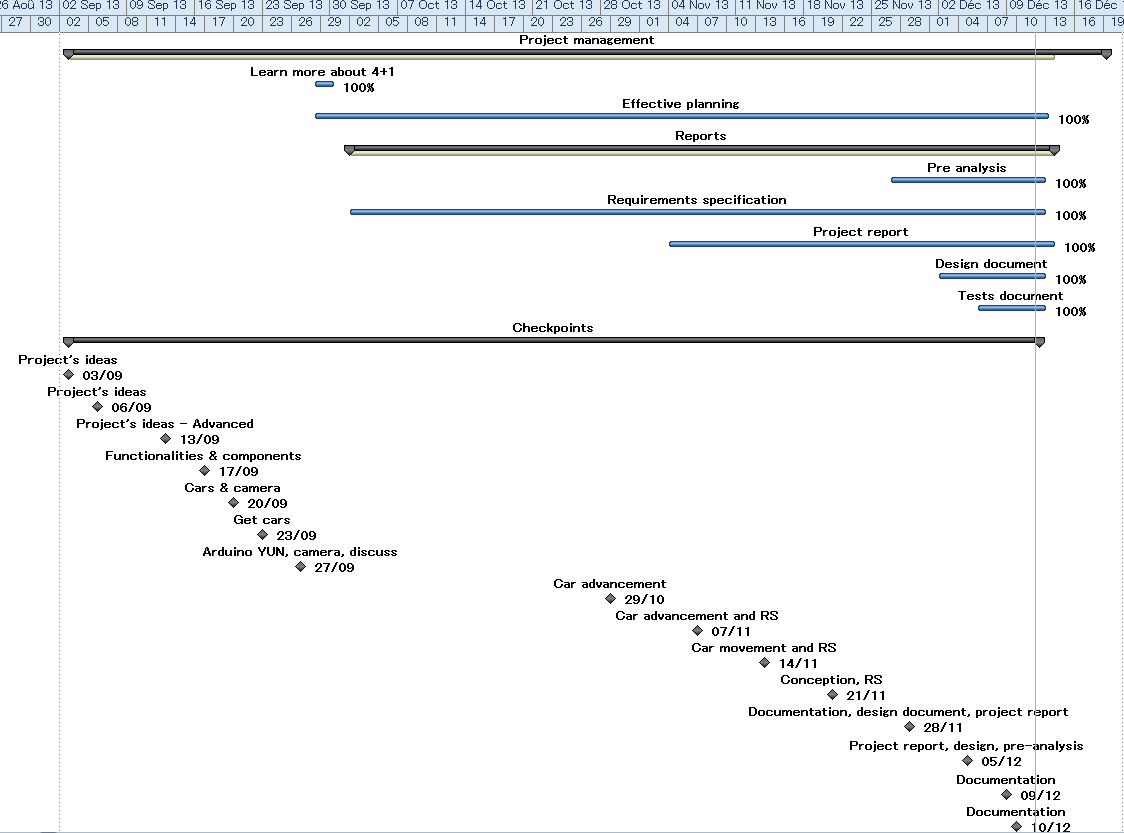 26 Aoû 13 02 Sep 13 09 Sep 13 16 Sep 13 23 Sep 13 30 Sep 13 07 Oct 13 14 Oct 13 21 Oct 13 28 Oct 13 04 Nov 13 11 Nov 13 18 Nov 13 25 Nov 13 02 Déc 13 09 Déc 13 16 Déc
27 30 02 05 08 11 14 17 20 23 26 29 02 05 08 11 14 17 20 23 26 29 01 04 07 10 13 16 19 22 25 28 01 04 07 10 13 16 19
Project management
Learn more about 4+1
100%
Effective planning
100%
Reports
Pre analysis
100%
Requirements specification
100%
Project report
100%
Design document
100%
Tests document
100%
Checkpoints
Project's ideas
03/09
Project's ideas
06/09
Project's ideas - Advanced
13/09
Functionalities & components
17/09
Cars & camera
20/09
Get cars
23/09
Arduino YUN, camera, discuss
27/09
Car advancement
29/10
Car advancement and RS
07/11
Car movement and RS
14/11
Conception, RS
21/11
Documentation, design document, project report
28/11
Project report, design, pre-analysis
05/12
Documentation
09/12
Documentation
10/12